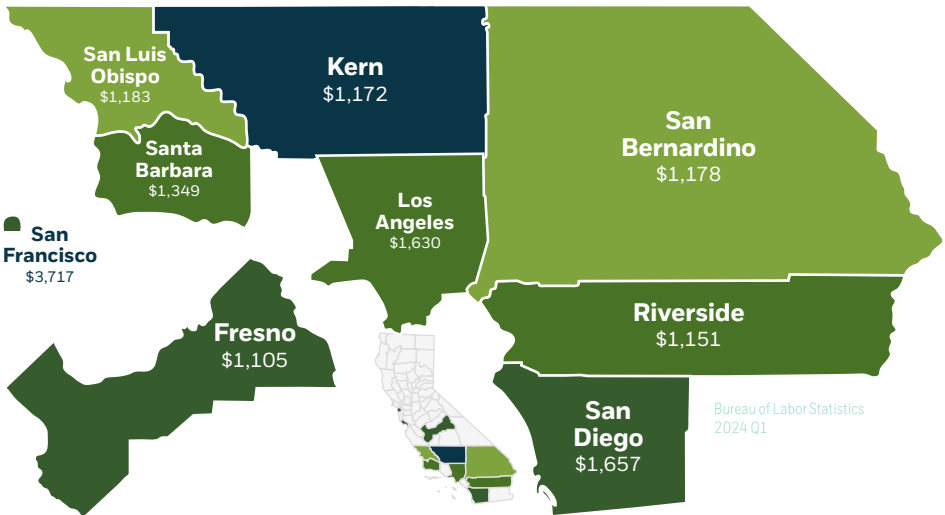 San Luis
Obispo
$1,183
Kern
$1,172
San
Bernardino
$1,178
Santa
Barbara
$1,349
Los
Angeles
$1,630
San
Francisco
$3,717
Fresno
$1,105
Riverside
$1,151
San
Diego
$1,657
Bureau of Labor Statistics
2024 Q1